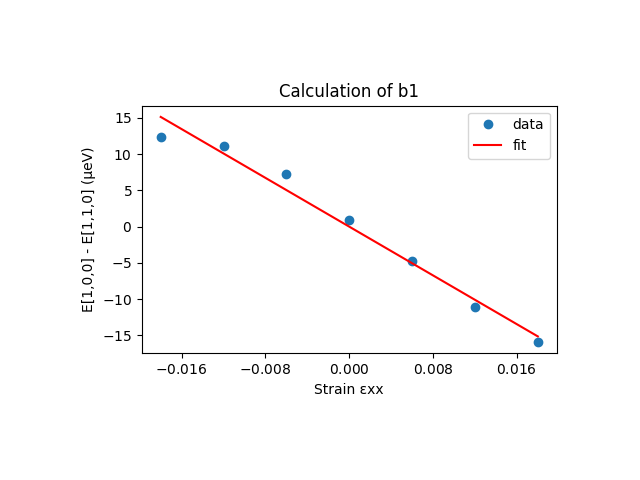 Calculation of b1
E[1,0,0] - E[1,1,0] (μeV)
15
10
5
0
−5
−10
−15
data
fit
−0.016
−0.008
0.000
0.008
0.016
Strain εxx